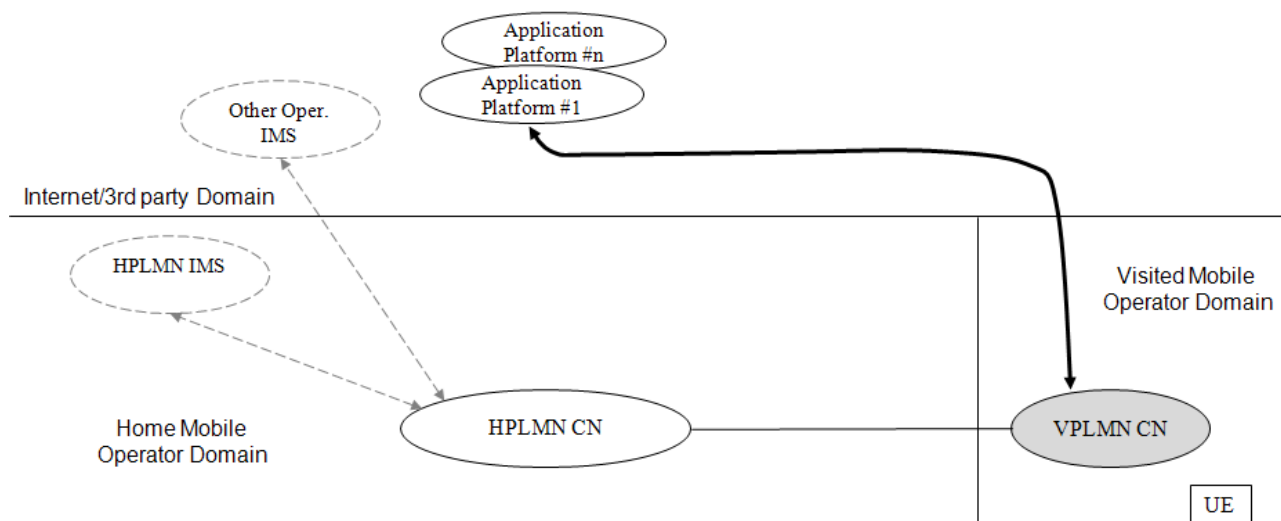 Application
Platform #n
Application
Platform #1
Other Oper.
IMS
Internet/3rd party Domain
HPLMN IMS
Visited Mobile
Operator Domain
Home Mobile
Operator Domain
HPLMN CN
VPLMN CN
UE